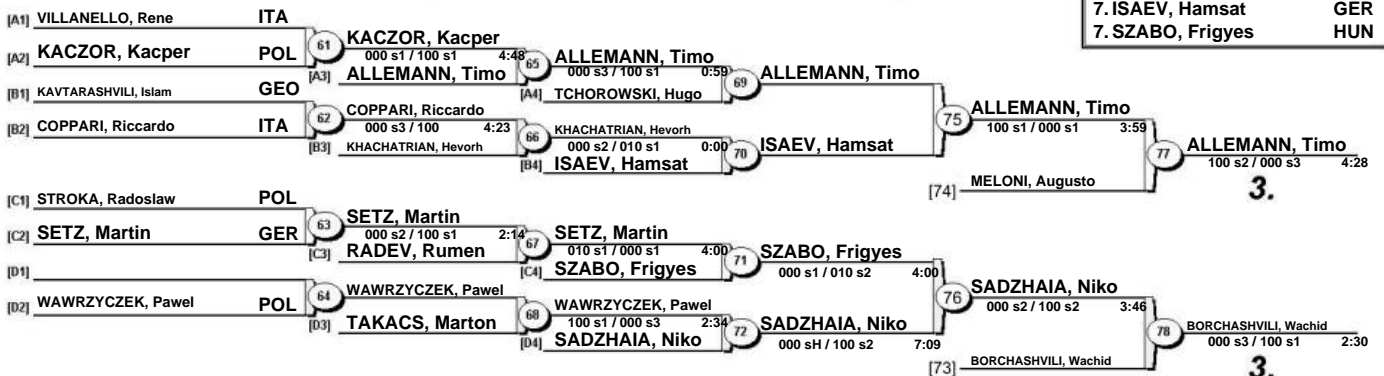 7. ISAEV, Hamsat GER
7. SZABO, Frigyes HUN
[A1] VILLANELLO, Rene ITA
61
[A2] KACZOR, Kacper POL
KACZOR, Kacper
000 s1 / 100 s1 4:48
[A3] ALLEMANN, Timo
65
ALLEMANN, Timo
000 s3 / 100 s1 0:59
[A4] TCHOROWSKI, Hugo
69
ALLEMANN, Timo
[B1] KAVTARASHVILI, Islam GEO
62
[B2] COPPARI, Riccardo ITA
COPPARI, Riccardo
000 s3 / 100 4:23
[B3] KHACHATRIAN, Hevorh
66
KHACHATRIAN, Hevorh
000 s2 / 010 s1 0:00
[B4] ISAEV, Hamsat
70
ISAEV, Hamsat
75
ALLEMANN, Timo
100 s1 / 000 s1 3:59
[74] MELONI, Augusto
77
ALLEMANN, Timo
100 s2 / 000 s3 4:28
3.
[C1] STROKA, Radoslaw POL
63
[C2] SETZ, Martin GER
SETZ, Martin
000 s2 / 100 s1 2:14
[C3] RADEV, Rumen
67
SETZ, Martin
010 s1 / 000 s1 4:00
[C4] SZABO, Frigyes
71
SZABO, Frigyes
000 s1 / 010 s2 4:00
[D1]
64
[D2] WAWRZYCZEK, Pawel POL
WAWRZYCZEK, Pawel
[D3] TAKACS, Marton
68
WAWRZYCZEK, Pawel
100 s1 / 000 s3 2:34
[D4] SADZHAIA, Niko
72
SADZHAIA, Niko
000 sH / 100 s2 7:09
76
SADZHAIA, Niko
000 s2 / 100 s2 3:46
[73] BORCHASHVILI, Wachid
78
BORCHASHVILI, Wachid
000 s3 / 100 s1 2:30
3.